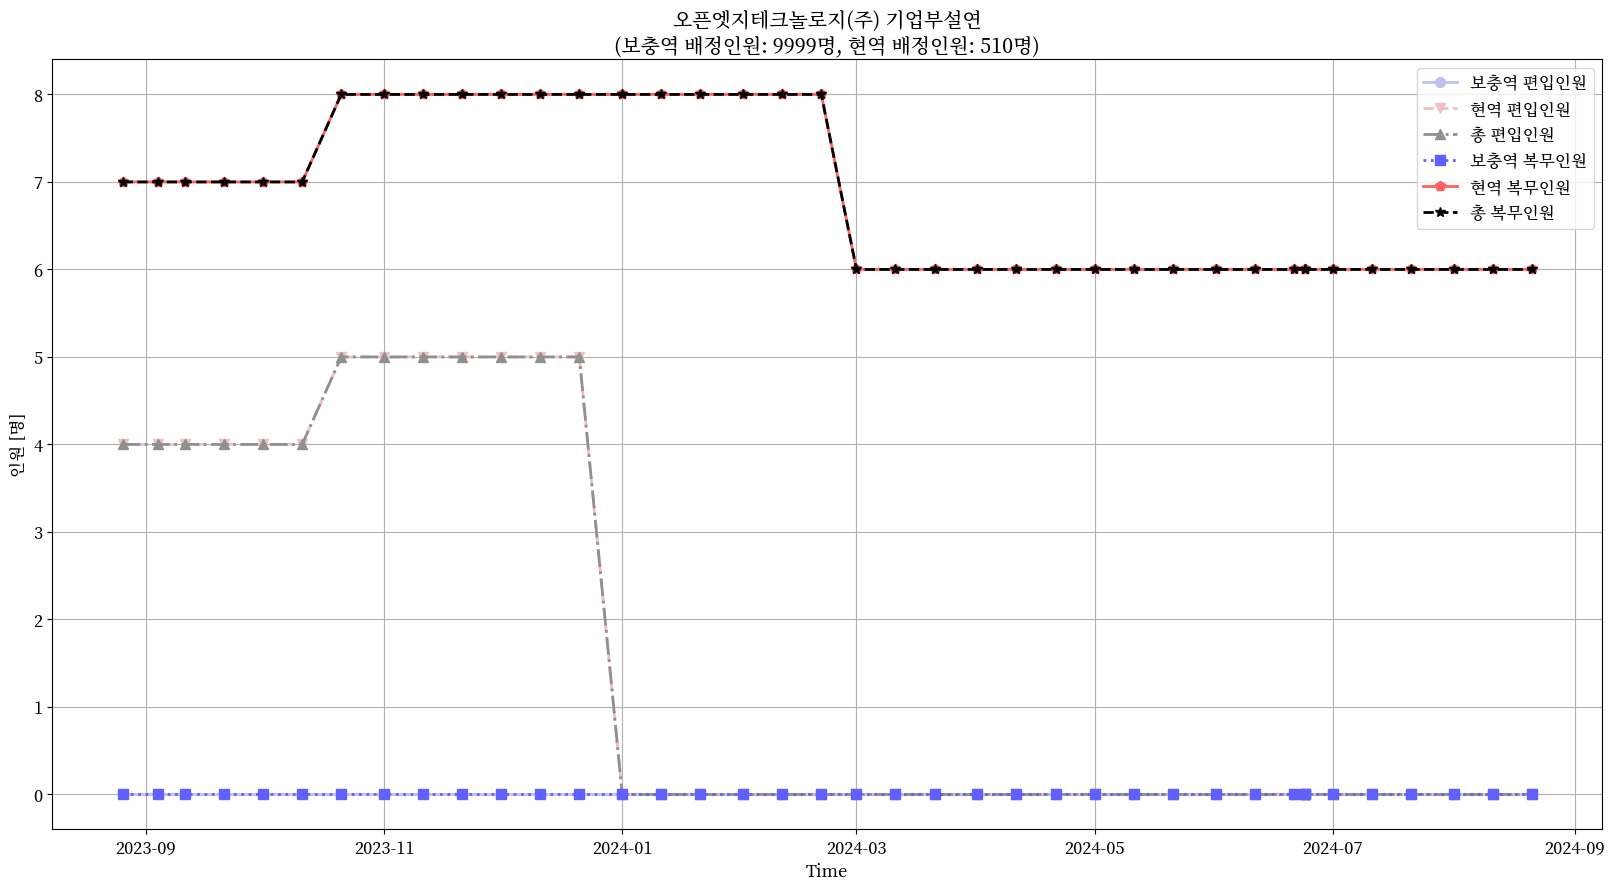 오픈엣지테크놀로지(주) 기업부설연
(보충역 배정인원: 9999명, 현역 배정인원: 510명)
보충역 편입인원
현역 편입인원
총 편입인원
보충역 복무인원
현역 복무인원
총 복무인원
인원 [명]
8
7
6
5
4
3
2
1
0
2023-09
2023-11
2024-01
2024-03
2024-05
2024-07
2024-09
Time